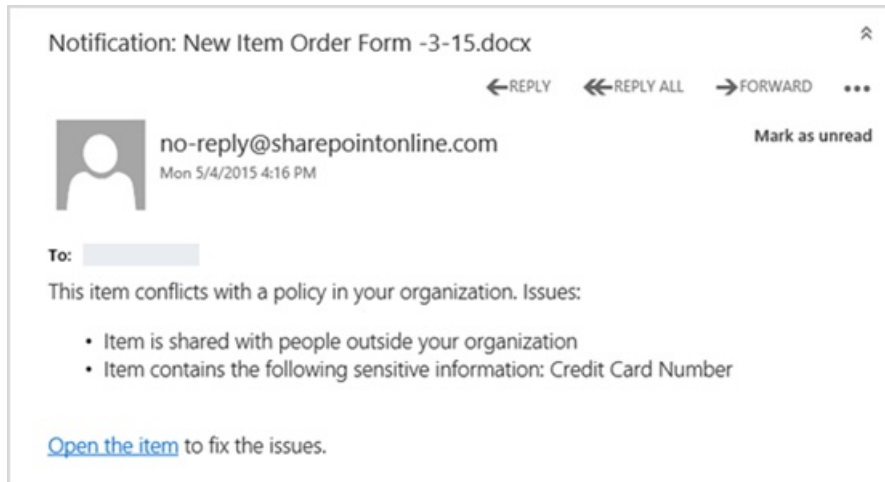 Notification: New Item Order Form -3-15.docx
REPLY REPLY ALL FORWARD
no-reply@sharepointonline.com
Mark as unread
Mon 5/4/2015 4:16 PM
To:
This item conflicts with a policy in your organization. Issues:
• Item is shared with people outside your organization
• Item contains the following sensitive information: Credit Card Number
Open the item to fix the issues.